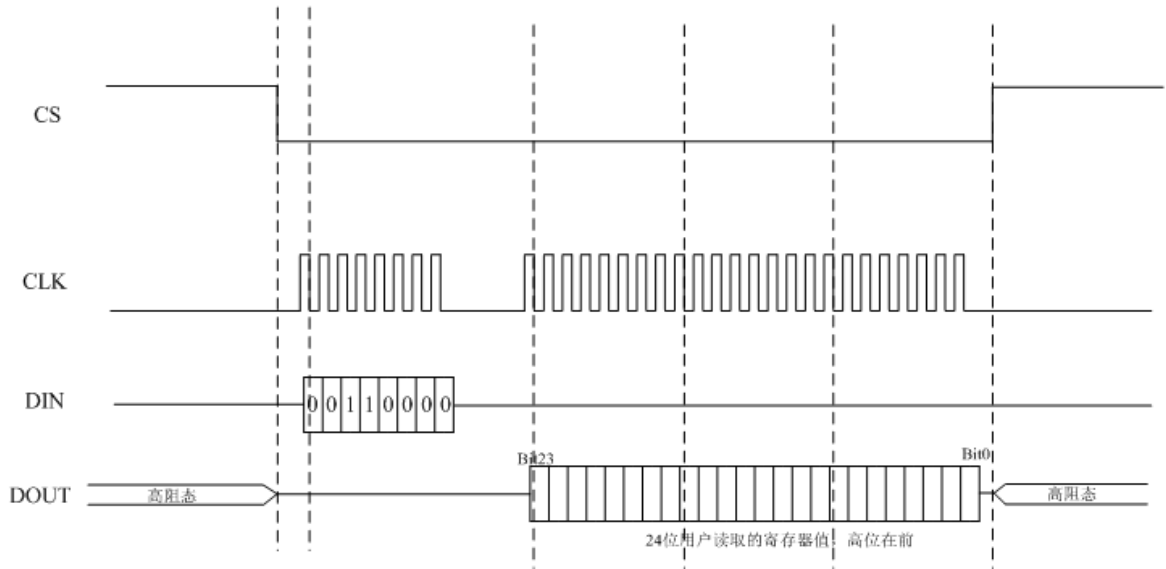 CS
CLK
DIN
0 0 1 1 0 0 0 0
Bit23
Bit0
DOUT
高阻态
高阻态
24位用户读取的寄存器值，高位在前